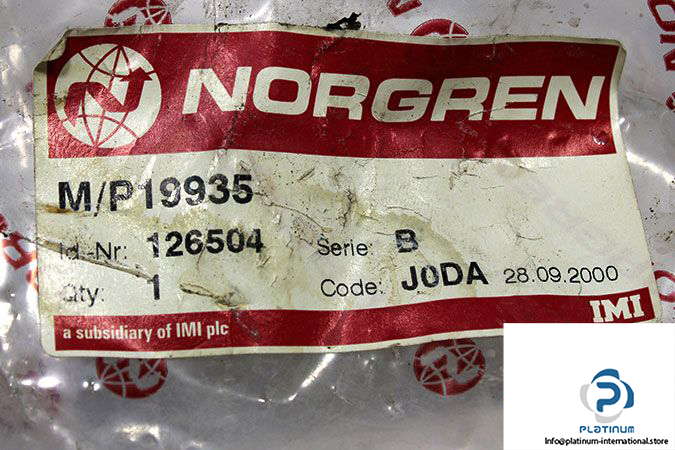 NORGREN
M/P19935
Id.-Nr: 126504 Serie: B
Qty: 1 Code: J0DA 28.09.2000
a subsidiary of IMI plc IMI
PLATINUM
Info@platinum-international.store